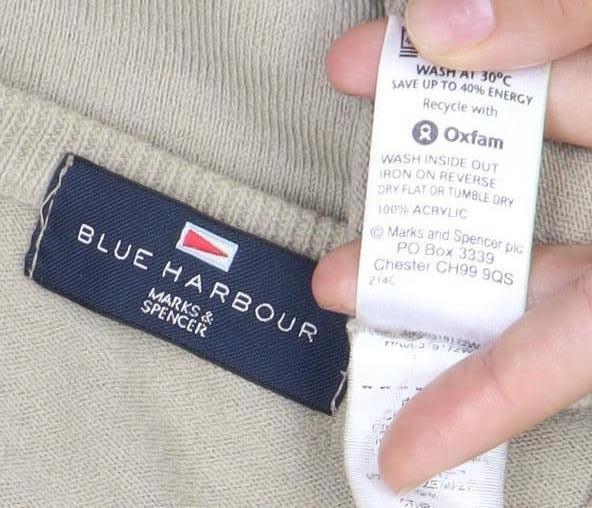 BLUE HARBOUR
MARKS &
SPENCER
WASH AT 30°C
SAVE UP TO 40% ENERGY
Recycle with
Oxfam
WASH INSIDE OUT
IRON ON REVERSE
DRY FLAT OR TUMBLE DRY
100% ACRYLIC
© Marks and Spencer plc
PO Box 3339
Chester CH99 9QS
214C